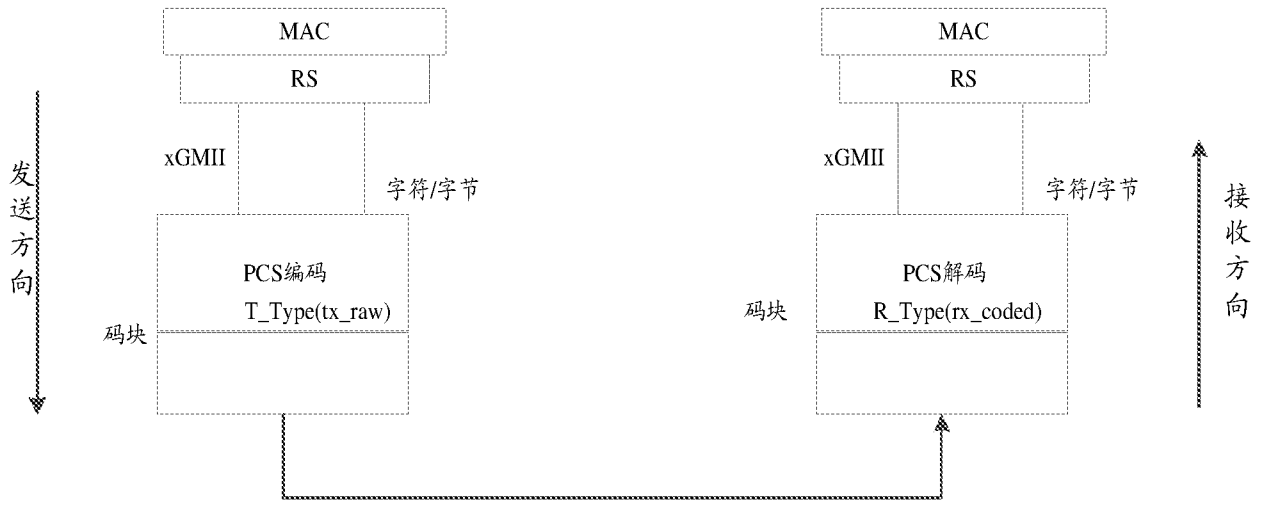 MAC
RS
xGMII
字符/字节
PCS编码
T_Type(tx_raw)
码块
发送方向
MAC
RS
xGMII
字符/字节
PCS解码
R_Type(rx_coded)
码块
接收方向